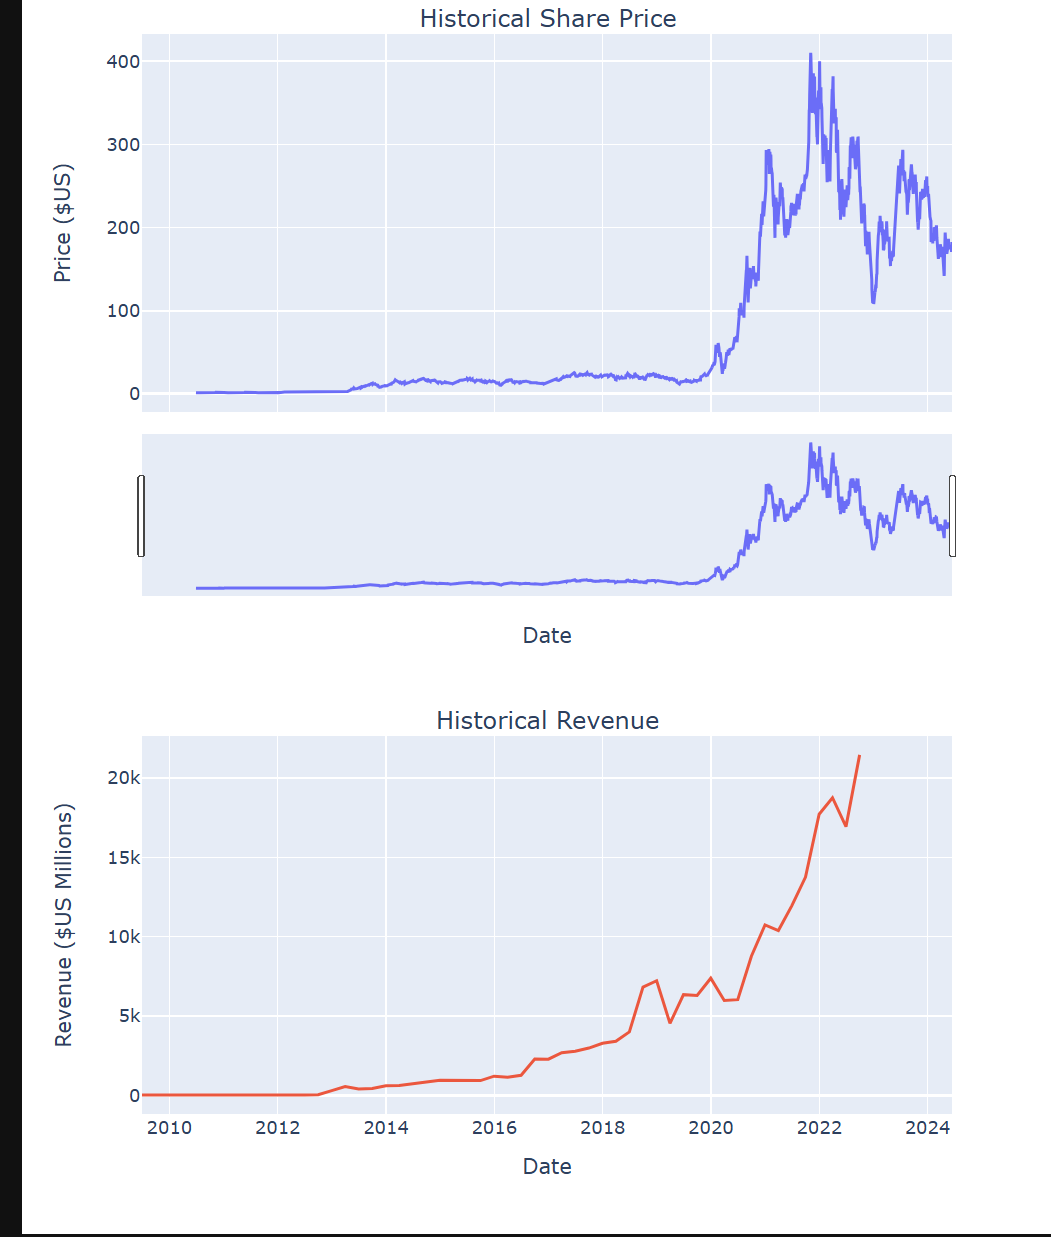 Historical Share Price
Price ($US)
400
300
200
100
0
Date
Historical Revenue
Revenue ($US Millions)
20k
15k
10k
5k
0
2010 2012 2014 2016 2018 2020 2022 2024
Date